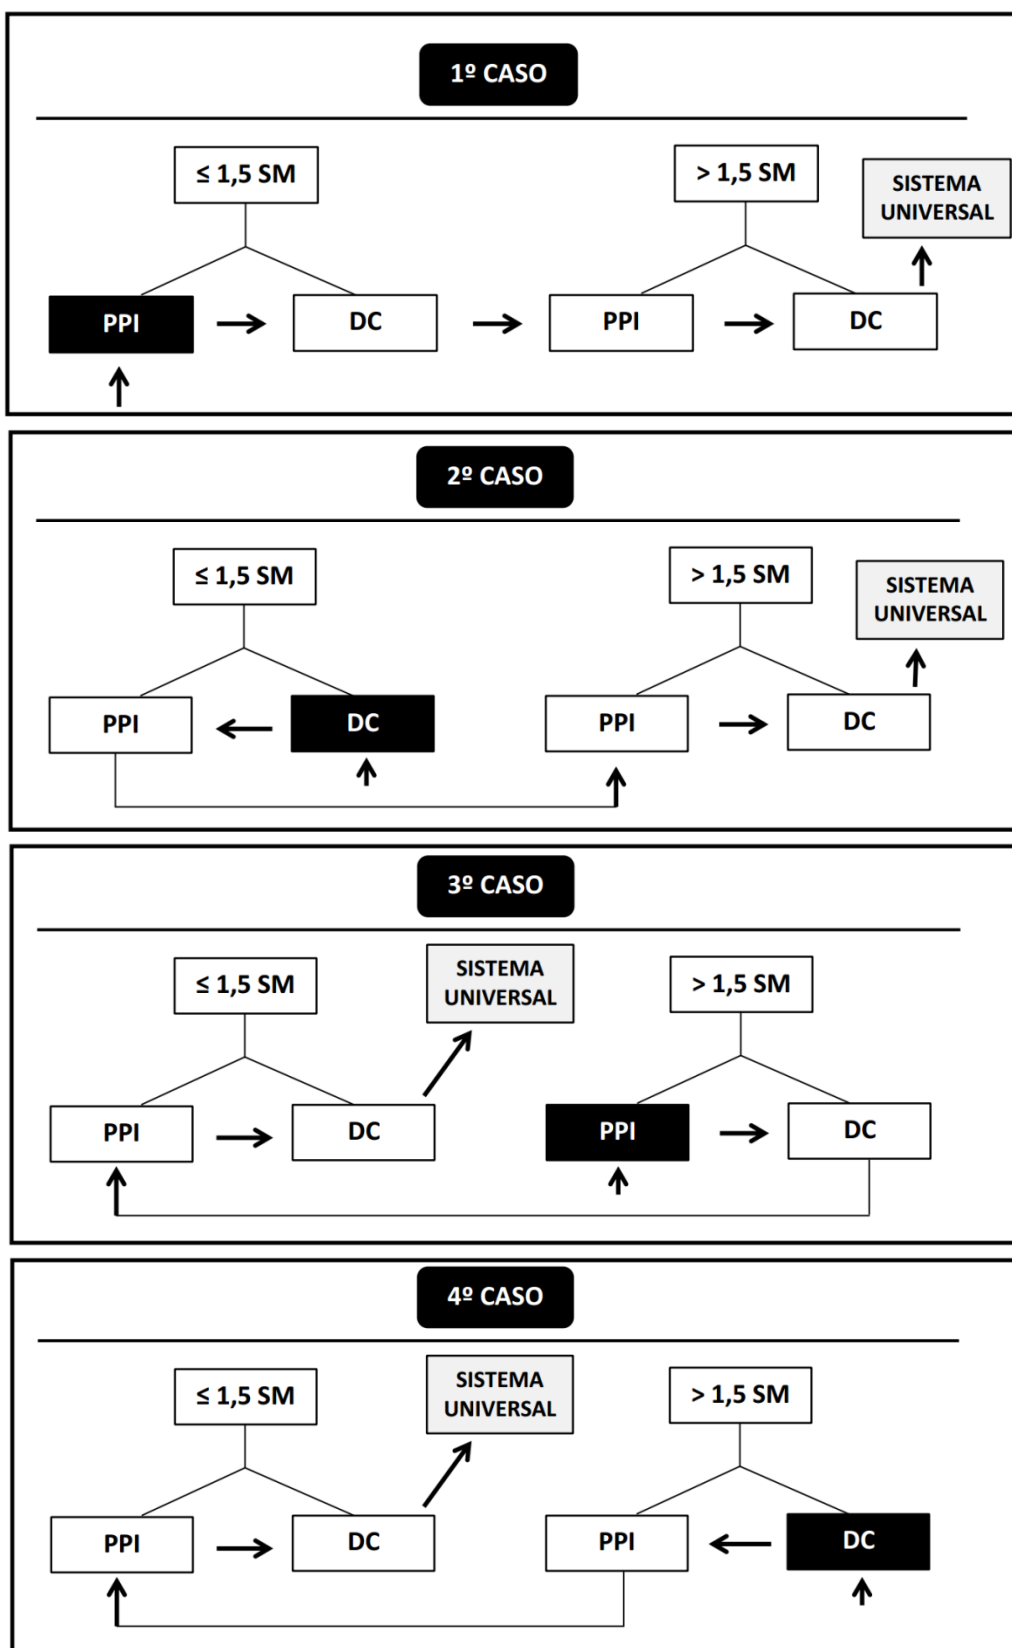 1º CASO
≤ 1,5 SM
> 1,5 SM
SISTEMA
UNIVERSAL
PPI
DC
PPI
DC
2º CASO
≤ 1,5 SM
> 1,5 SM
SISTEMA
UNIVERSAL
PPI
DC
PPI
DC
3º CASO
≤ 1,5 SM
SISTEMA
UNIVERSAL
> 1,5 SM
PPI
DC
PPI
DC
4º CASO
≤ 1,5 SM
SISTEMA
UNIVERSAL
> 1,5 SM
PPI
DC
PPI
DC